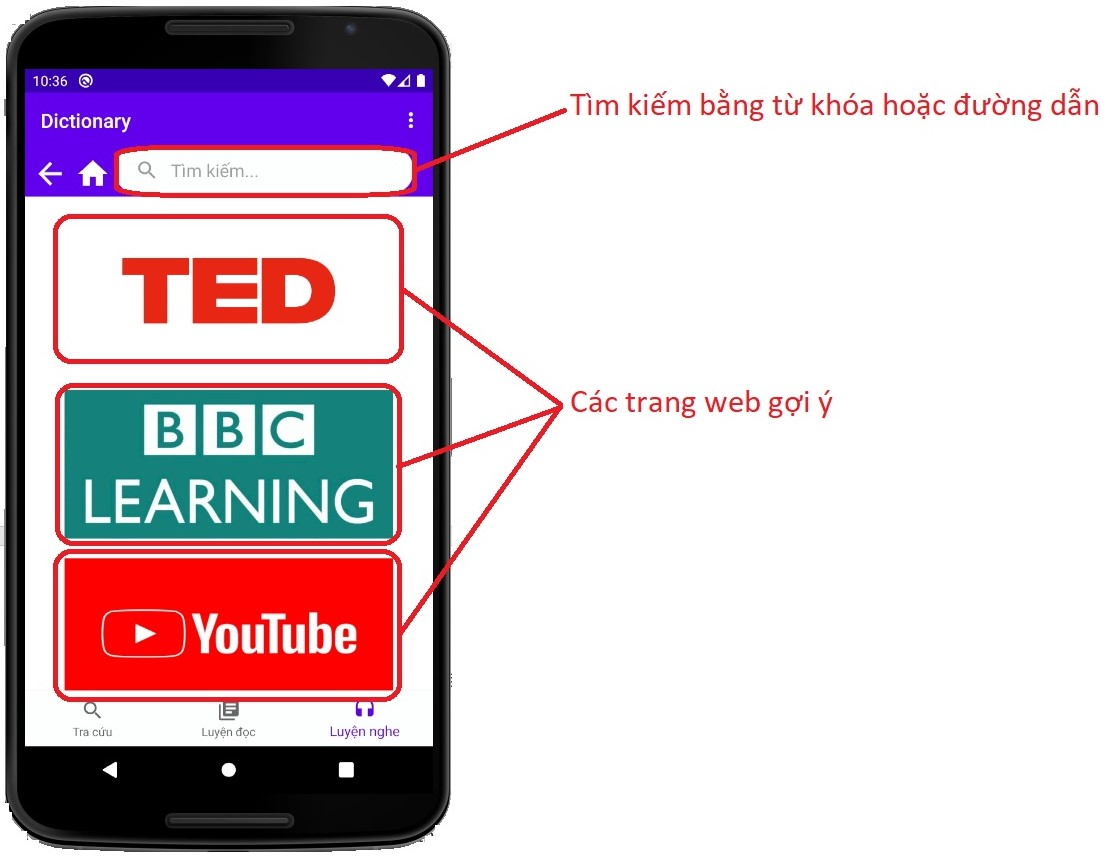 10:36
Dictionary
Tìm kiếm...
Tìm kiếm bằng từ khóa hoặc đường dẫn
TED
Các trang web gợi ý
BBC
LEARNING
YouTube
Tra cứu
Luyện đọc
Luyện nghe